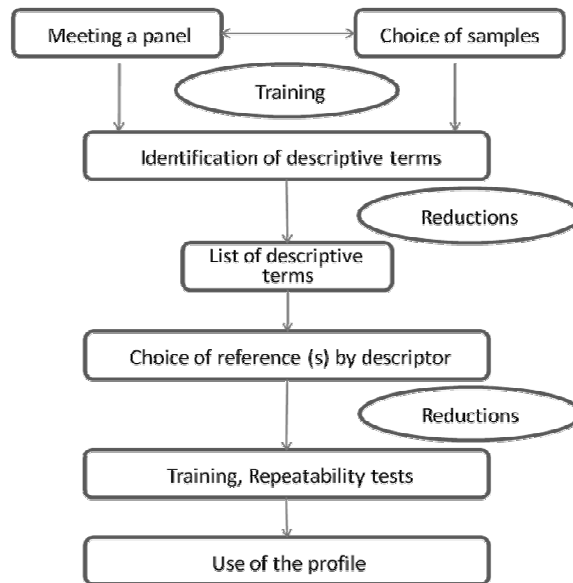 Meeting a panel
Choice of samples
Training
Identification of descriptive terms
Reductions
List of descriptive
terms
Choice of reference (s) by descriptor
Reductions
Training, Repeatability tests
Use of the profile